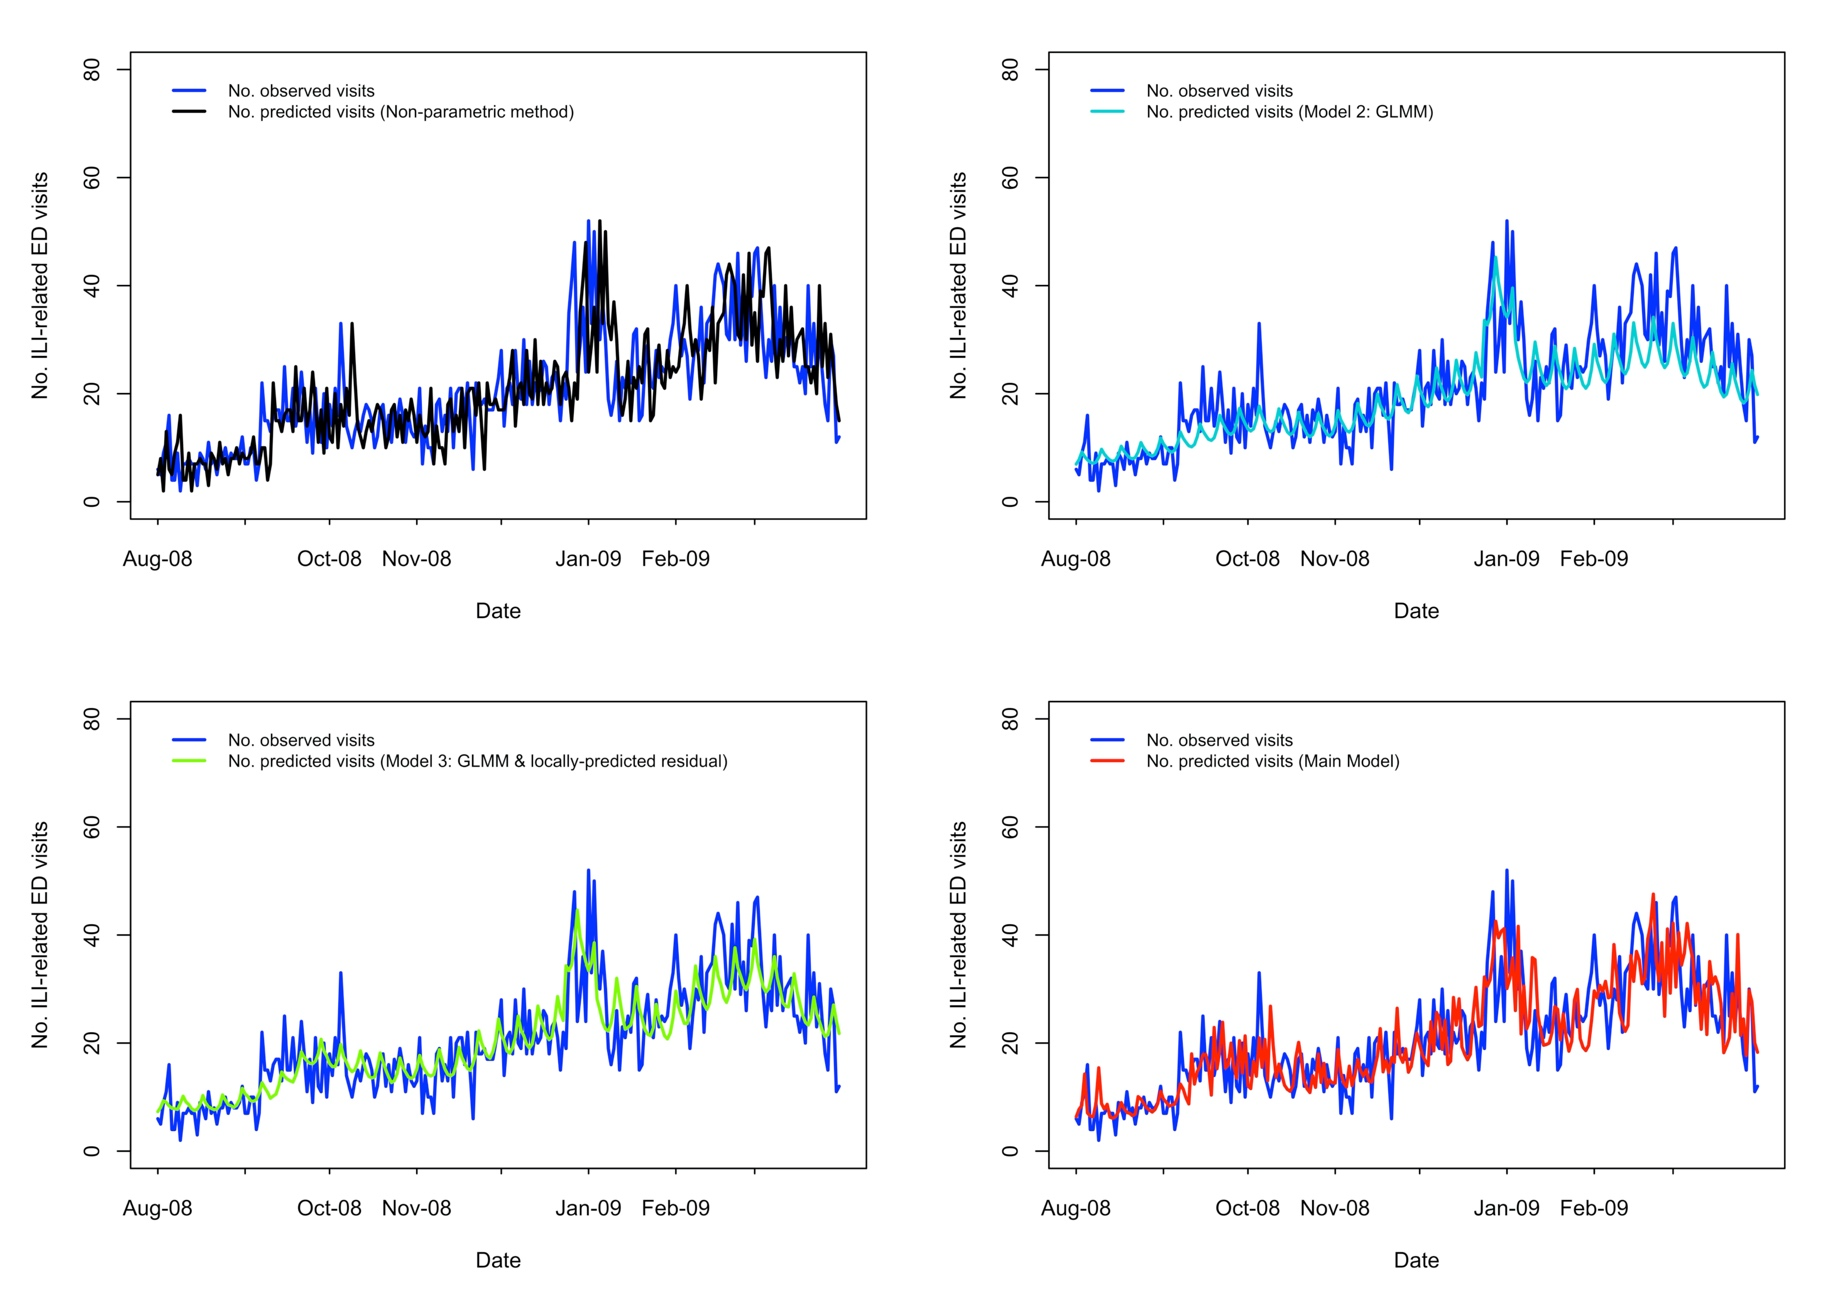 No. ILI-related ED visits
80
60
40
20
0
No. observed visits
No. predicted visits (Non-parametric method)
Aug-08 Oct-08 Nov-08 Jan-09 Feb-09
Date
No. ILI-related ED visits
80
60
40
20
0
No. observed visits
No. predicted visits (Model 2: GLMM)
Aug-08 Oct-08 Nov-08 Jan-09 Feb-09
Date
No. ILI-related ED visits
80
60
40
20
0
No. observed visits
No. predicted visits (Model 3: GLMM & locally-predicted residual)
Aug-08 Oct-08 Nov-08 Jan-09 Feb-09
Date
No. ILI-related ED visits
80
60
40
20
0
No. observed visits
No. predicted visits (Main Model)
Aug-08 Oct-08 Nov-08 Jan-09 Feb-09
Date